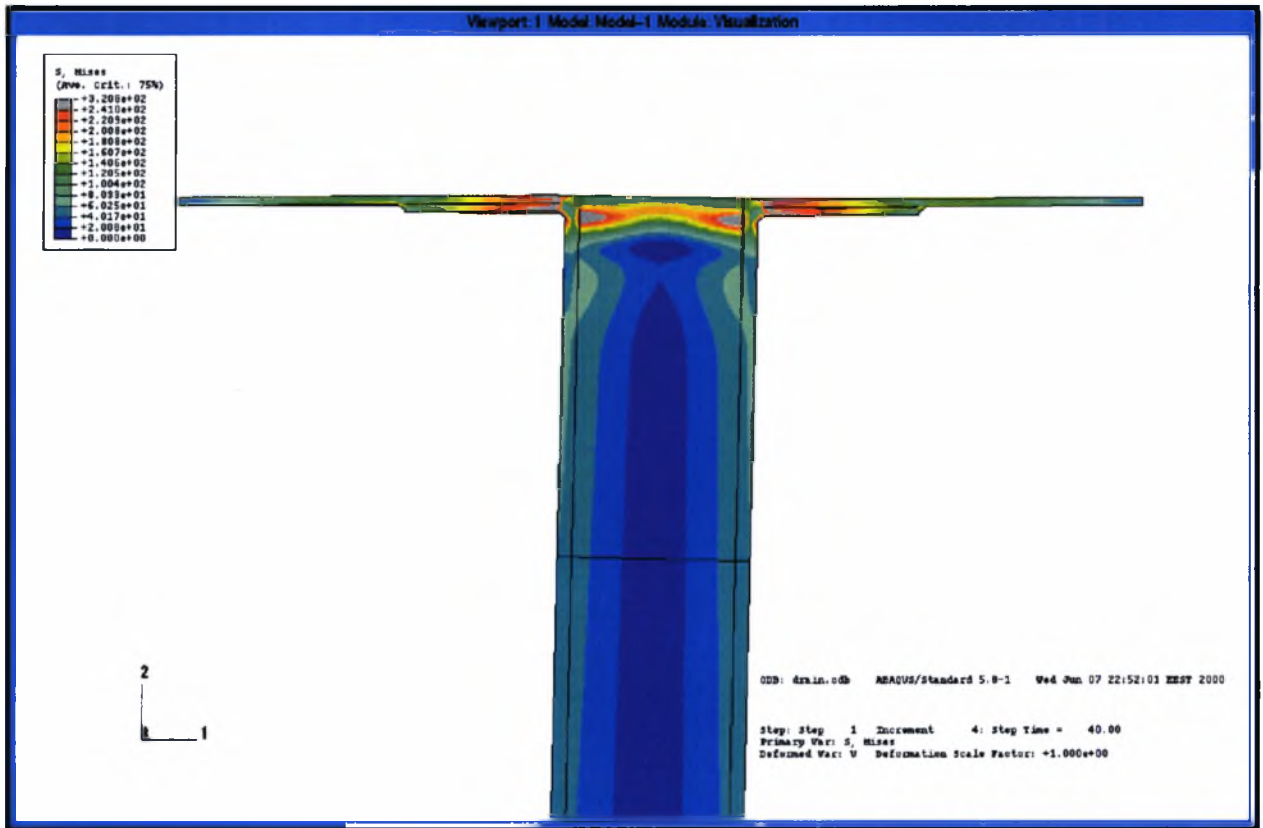 Viewport: 1 Model: Model-1 Module: Visualization
S, Mises
(Ave. Crit.: 75%)
+3.208e+02
+2.410e+02
+2.209e+02
+2.008e+02
+1.808e+02
+1.607e+02
+1.406e+02
+1.205e+02
+1.004e+02
+8.033e+01
+6.025e+01
+4.017e+01
+2.008e+01
+0.000e+00
2
1
ODB: drain.odb ABAQUS/Standard 5.8-1 Wed Jun 07 22:52:01 EEST 2000
Step: Step 1 Increment 4: Step Time = 40.00
Primary Var: S, Mises
Deformed Var: U Deformation Scale Factor: +1.000e+00